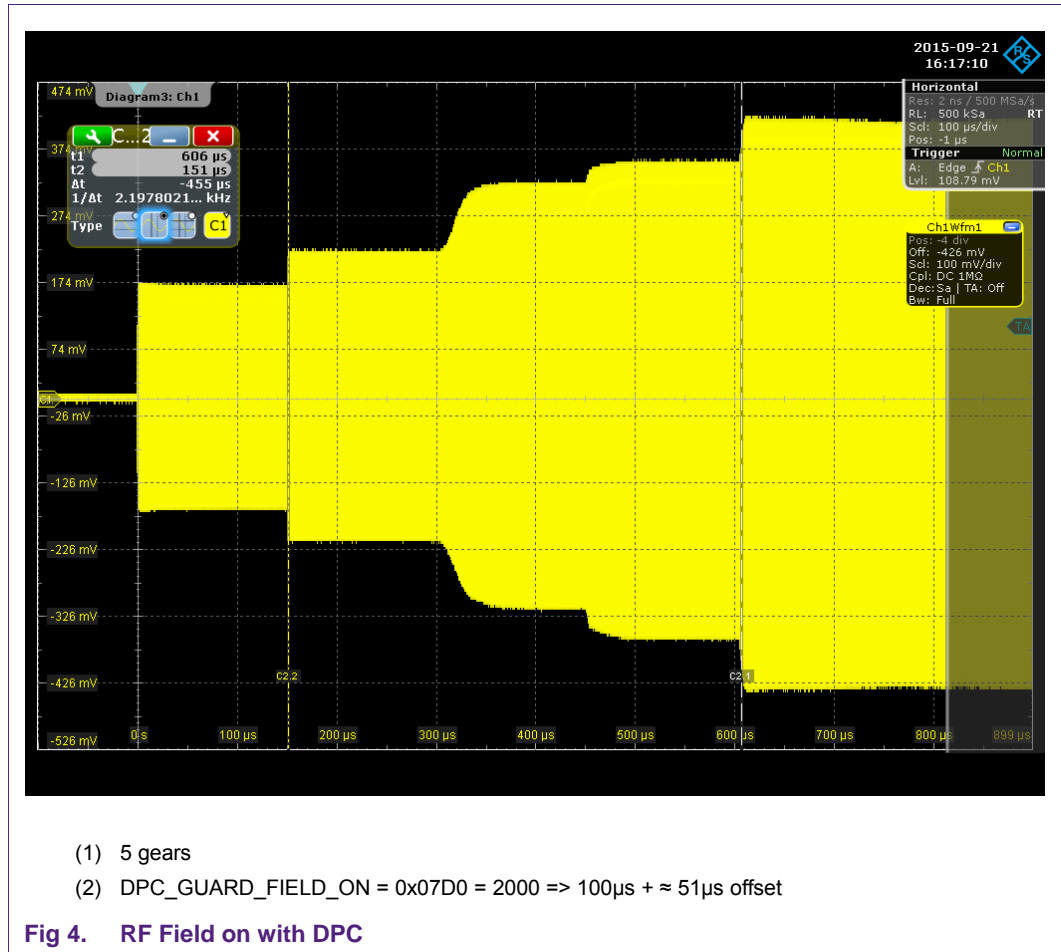 2015-09-21
16:17:10
474 mV
Diagram3: Ch1
Horizontal
Res: 2 ns / 500 MSa/s
RL: 500 kSa RT
Scl: 100 µs/div
Pos: -1 µs
Trigger Normal
A: Edge Ch1
Lvl: 108.79 mV
C...2
374 mV
t1 606 µs
t2 151 µs
Δt -455 µs
1/Δt 2.1978021... kHz
274 mV
Type C1
Ch1Wfm1
Pos: -4 div
Off: -426 mV
Scl: 100 mV/div
Cpl: DC 1MΩ
Dec:Sa | TA: Off
Bw: Full
174 mV
TA
74 mV
C1
-26 mV
-126 mV
-226 mV
-326 mV
C2.2
C2.1
-426 mV
-526 mV
0 s 100 µs 200 µs 300 µs 400 µs 500 µs 600 µs 700 µs 800 µs 899 µs
(1) 5 gears
(2) DPC_GUARD_FIELD_ON = 0x07D0 = 2000 => 100µs + ≈ 51µs offset
Fig 4. RF Field on with DPC